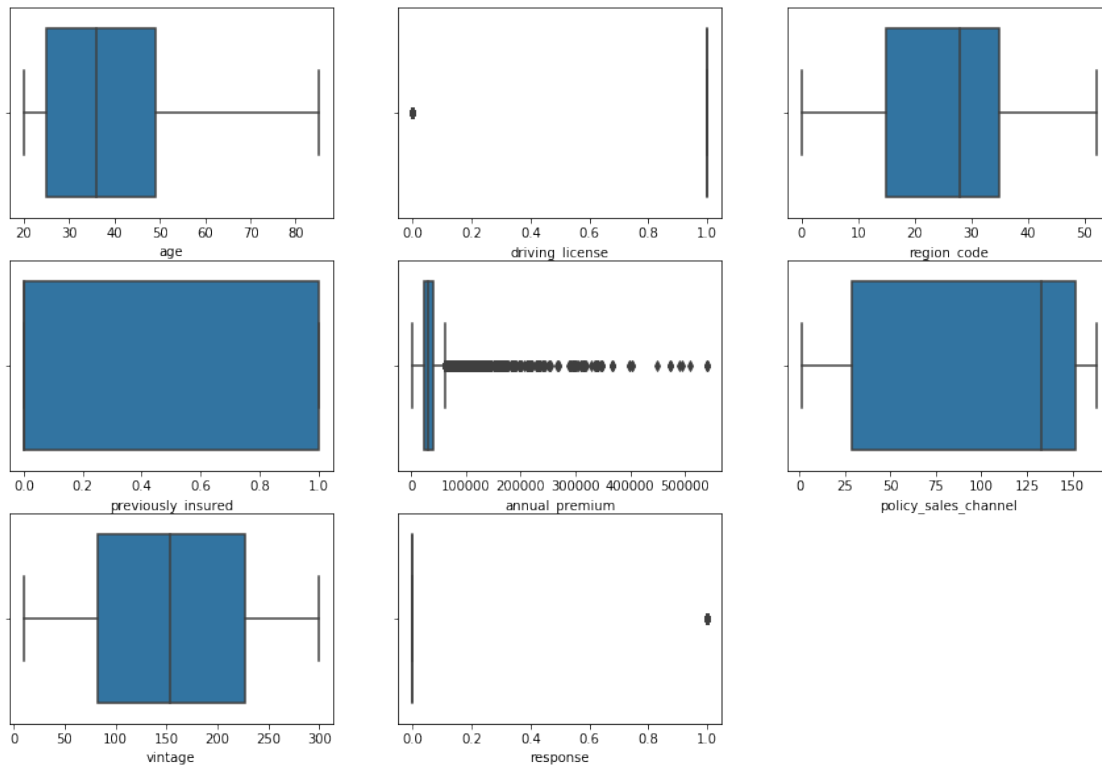 20 30 40 50 60 70 80
age
0.0 0.2 0.4 0.6 0.8 1.0
driving_license
0 10 20 30 40 50
region_code
0.0 0.2 0.4 0.6 0.8 1.0
previously_insured
0 100000 200000 300000 400000 500000
annual_premium
0 25 50 75 100 125 150
policy_sales_channel
0 50 100 150 200 250 300
vintage
0.0 0.2 0.4 0.6 0.8 1.0
response